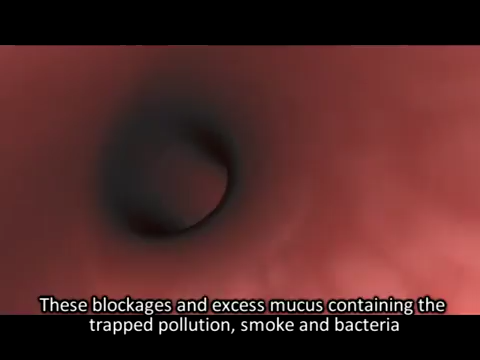 These blockages and excess mucus containing the
trapped pollution, smoke and bacteria